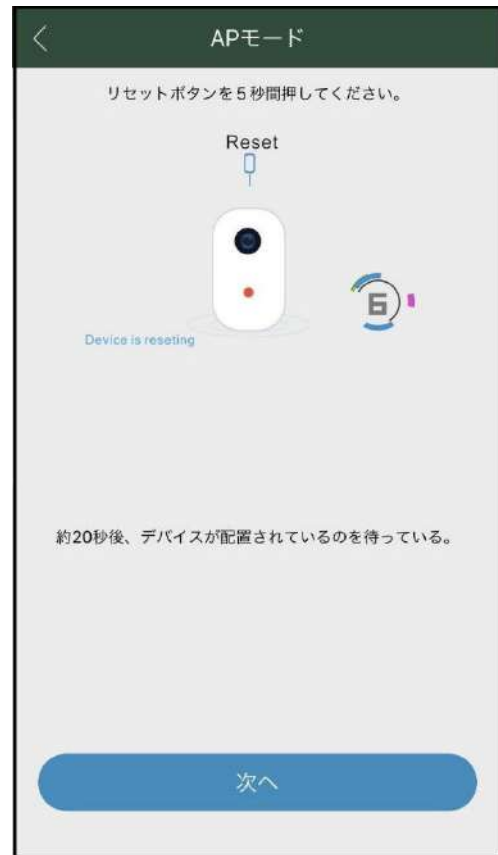 APモード
リセットボタンを5秒間押してください。
Reset
6
Device is reseting
約20秒後、デバイスが配置されているのを待っている。
次へ